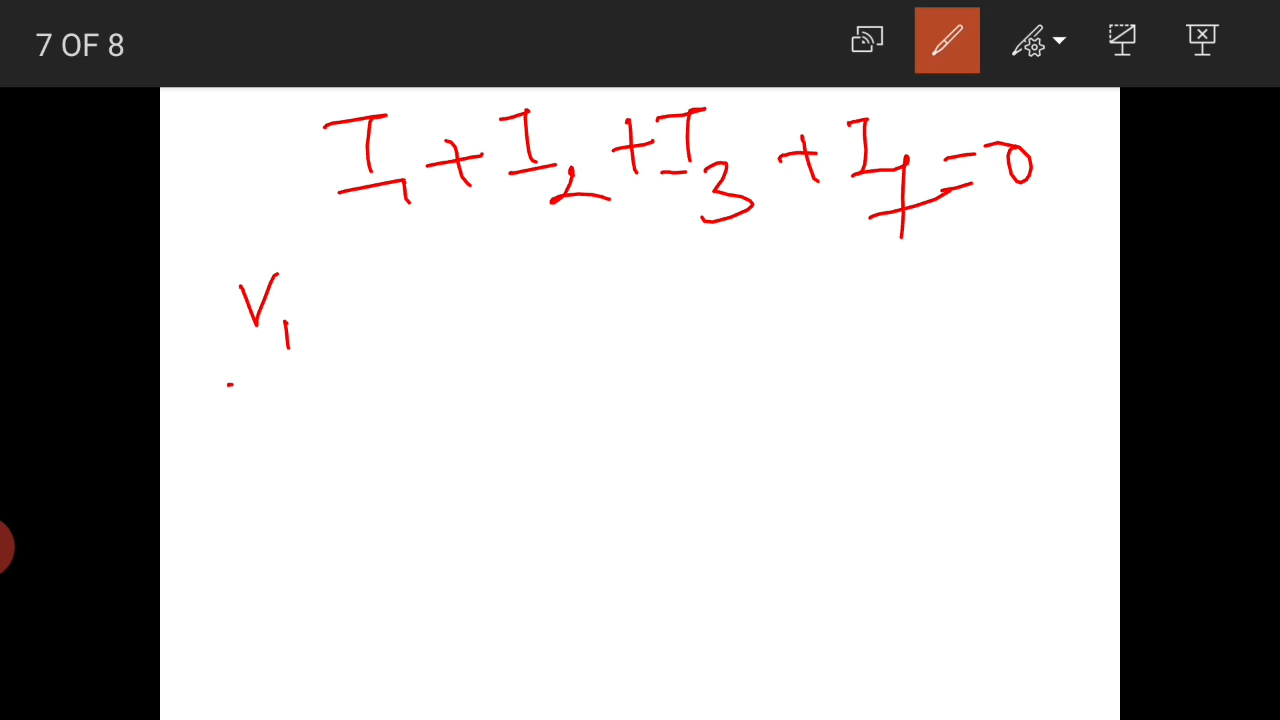 7 OF 8
I₁ + I₂ + I₃ + I₄ = 0
V₁